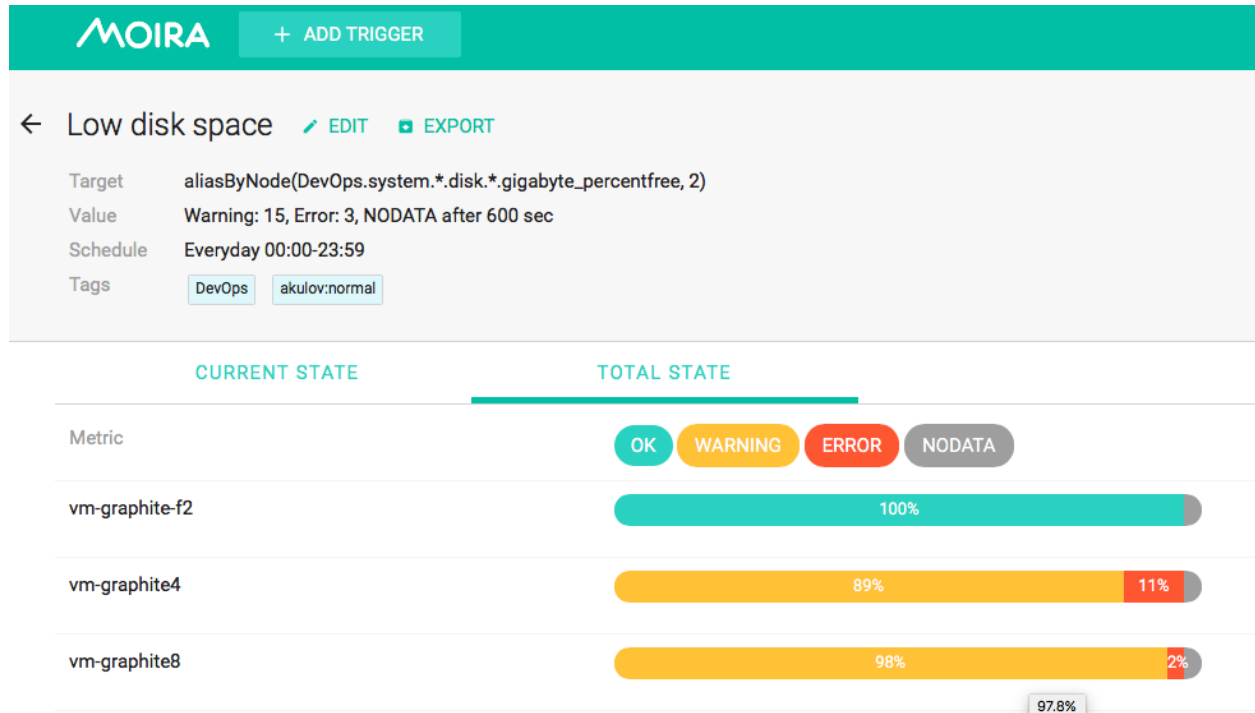 MOIRA + ADD TRIGGER
Low disk space EDIT EXPORT
Target aliasByNode(DevOps.system.*.disk.*.gigabyte_percentfree, 2)
Value Warning: 15, Error: 3, NODATA after 600 sec
Schedule Everyday 00:00-23:59
Tags DevOps akulov:normal
CURRENT STATE TOTAL STATE
Metric OK WARNING ERROR NODATA
vm-graphite-f2 100%
vm-graphite4 89% 11%
vm-graphite8 98% 2%
97.8%